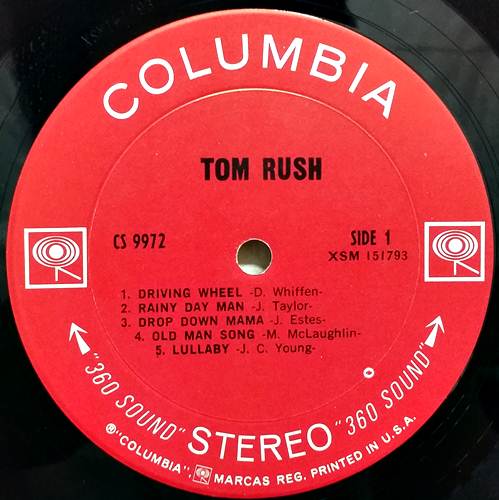 COLUMBIA
TOM RUSH
CS 9972
SIDE 1
XSM 151793
1. DRIVING WHEEL -D. Whiffen-
2. RAINY DAY MAN -J. Taylor-
3. DROP DOWN MAMA -J. Estes-
4. OLD MAN SONG -M. McLaughlin-
5. LULLABY -J. C. Young-
"360 SOUND" STEREO "360 SOUND"
®"COLUMBIA", MARCAS REG. PRINTED IN U.S.A.